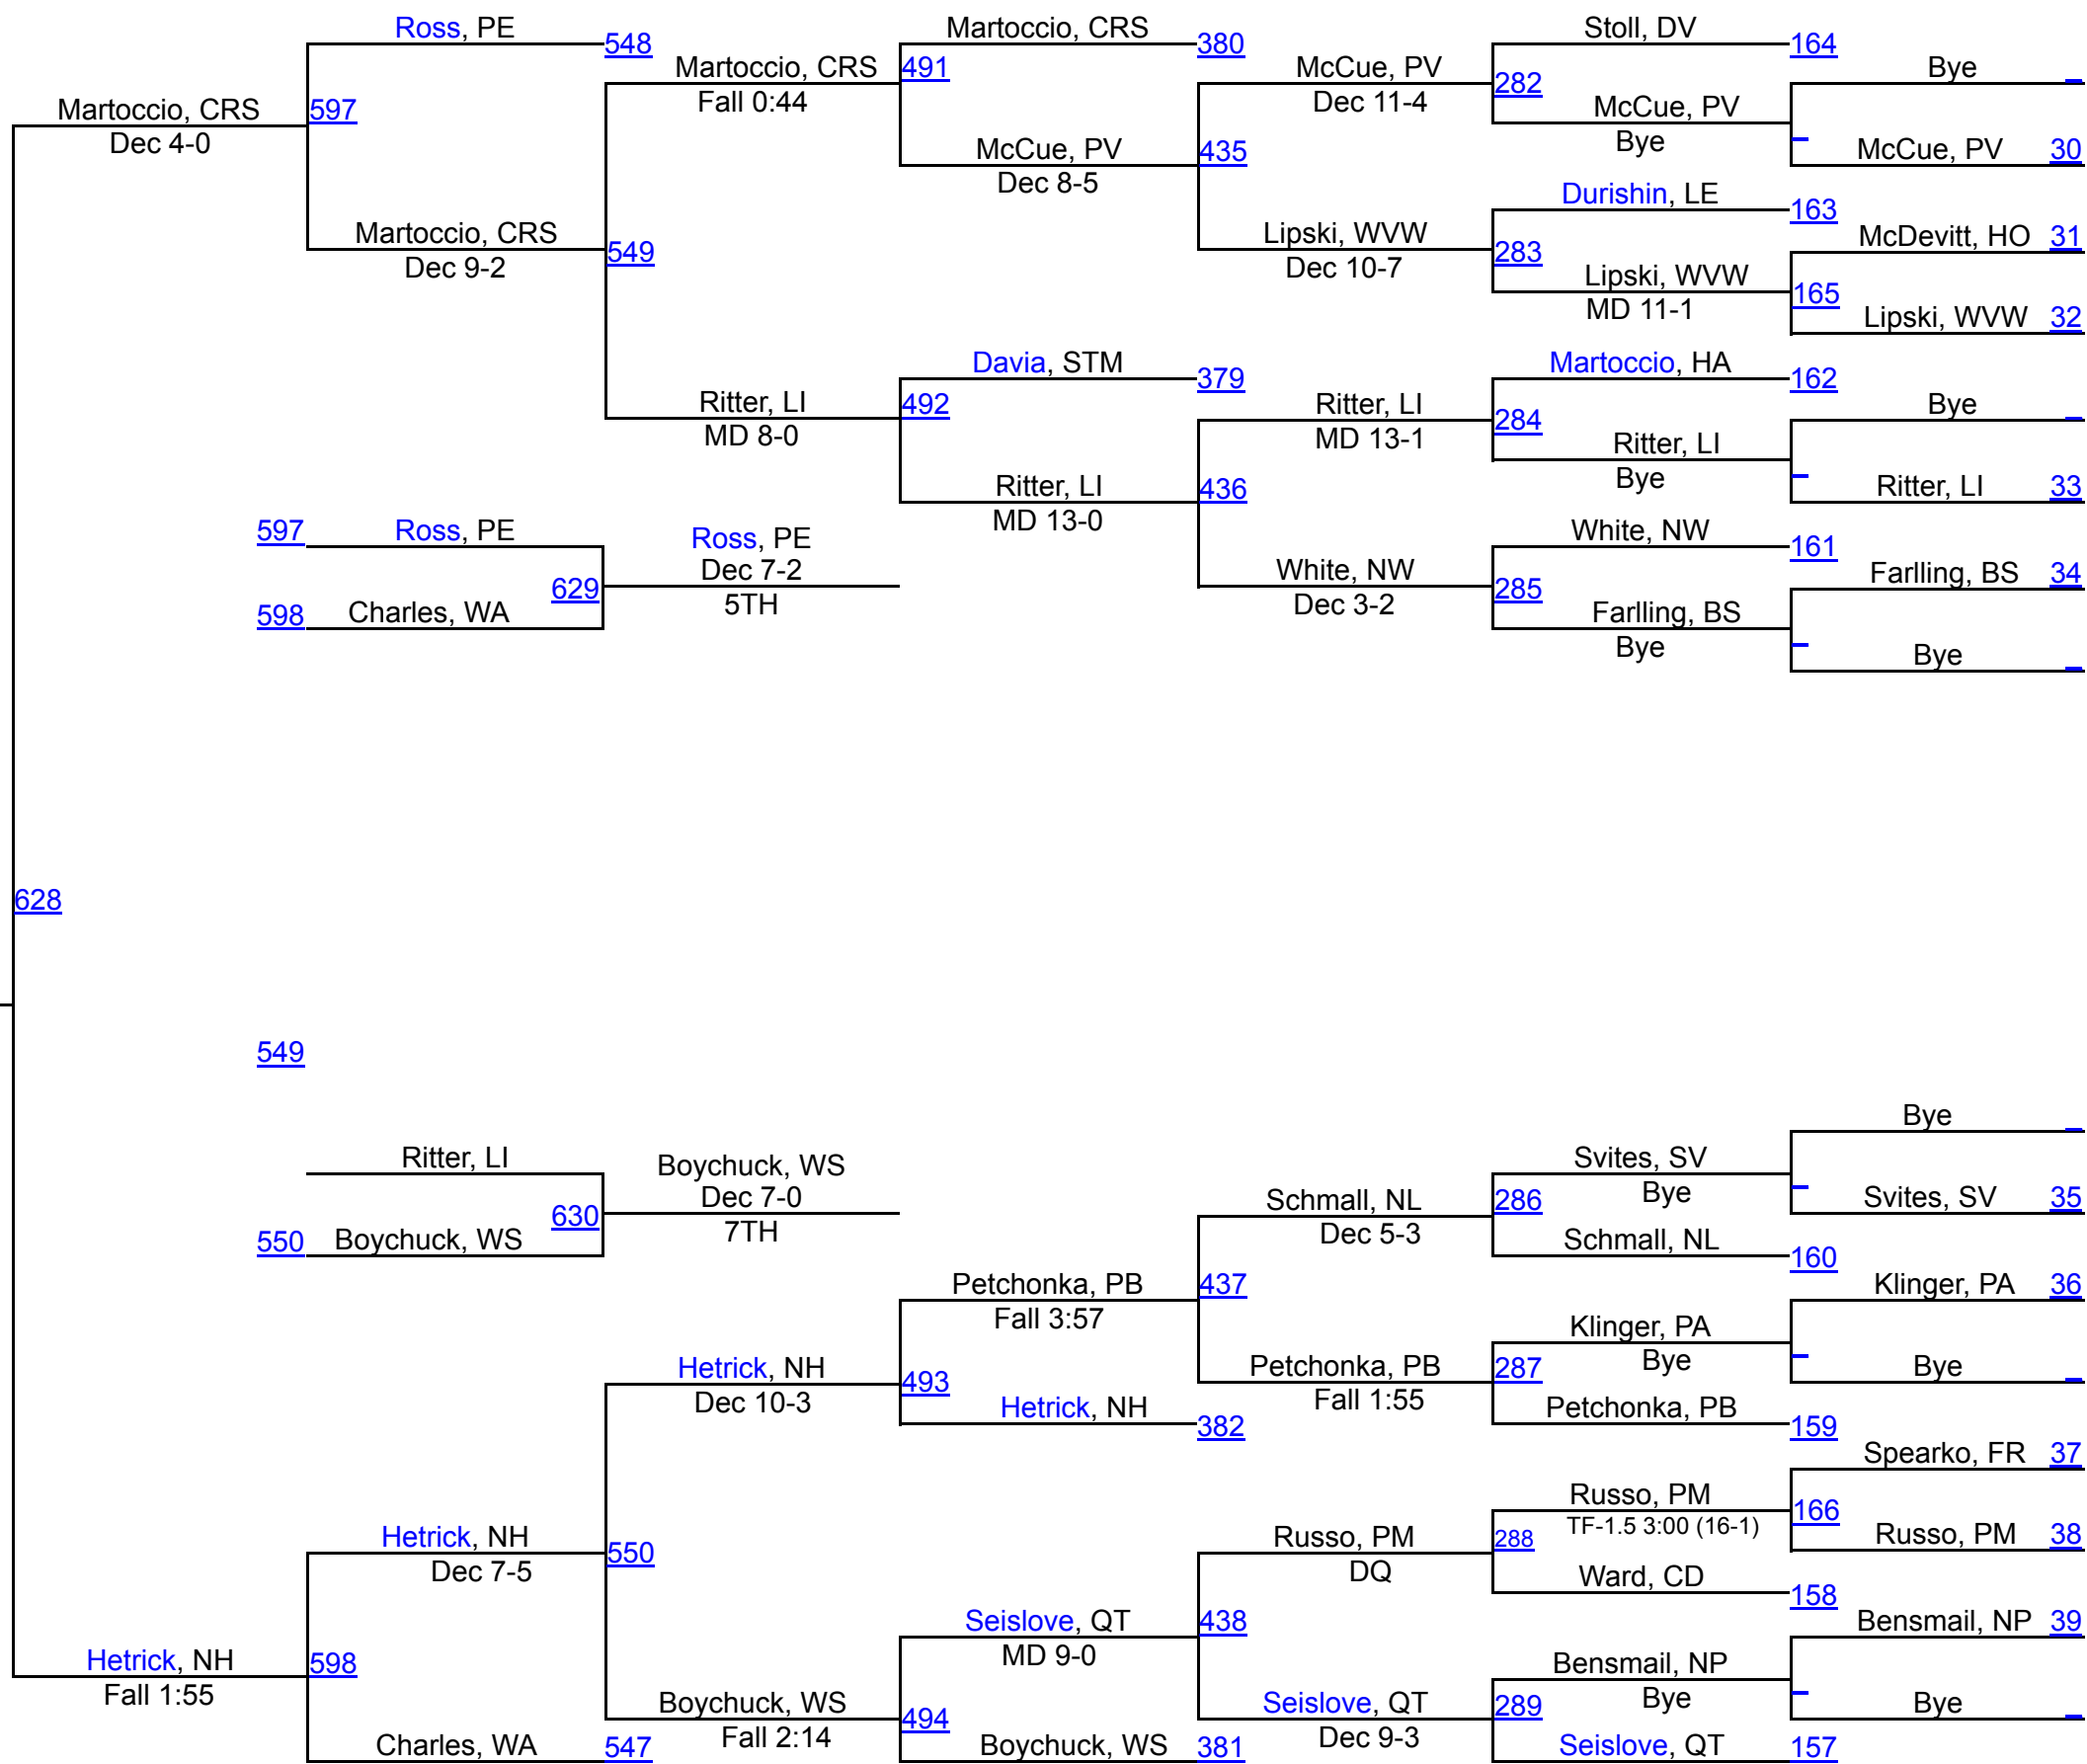 Ross, PE 548
Martoccio, CRS 380
Stoll, DV 164
Martoccio, CRS 491
Fall 0:44
McCue, PV 282
Dec 11-4
Bye
Martoccio, CRS 597
Dec 4-0
McCue, PV
Bye
McCue, PV 30
McCue, PV 435
Dec 8-5
Durishin, LE 163
Martoccio, CRS 549
Dec 9-2
Lipski, WVW 283
Dec 10-7
McDevitt, HO 31
Lipski, WVW 165
MD 11-1
Lipski, WVW 32
Davia, STM 379
Martoccio, HA 162
Ritter, LI 492
MD 8-0
Ritter, LI 284
MD 13-1
Bye
Ritter, LI
Bye
Ritter, LI 33
Ritter, LI 436
MD 13-0
597 Ross, PE
Ross, PE
Dec 7-2
5TH
White, NW 161
629
White, NW 285
Dec 3-2
Farlling, BS 34
598 Charles, WA
Farlling, BS
Bye
Bye
628
549
Bye
Ritter, LI
Boychuck, WS
Dec 7-0
7TH
Svites, SV
Bye
630
Schmall, NL 286
Dec 5-3
Svites, SV 35
550 Boychuck, WS
Schmall, NL 160
Petchonka, PB 437
Fall 3:57
Klinger, PA 36
Klinger, PA
Bye
Hetrick, NH 493
Dec 10-3
Petchonka, PB 287
Fall 1:55
Bye
Hetrick, NH 382
Petchonka, PB 159
Spearko, FR 37
Russo, PM 166
TF-1.5 3:00 (16-1)
Hetrick, NH 550
Dec 7-5
Russo, PM 288
DQ
Russo, PM 38
Ward, CD 158
Seislove, QT 438
MD 9-0
Bensmail, NP 39
Hetrick, NH 598
Fall 1:55
Bensmail, NP
Bye
Boychuck, WS 494
Fall 2:14
Seislove, QT 289
Dec 9-3
Bye
Charles, WA 547
Boychuck, WS 381
Seislove, QT 157